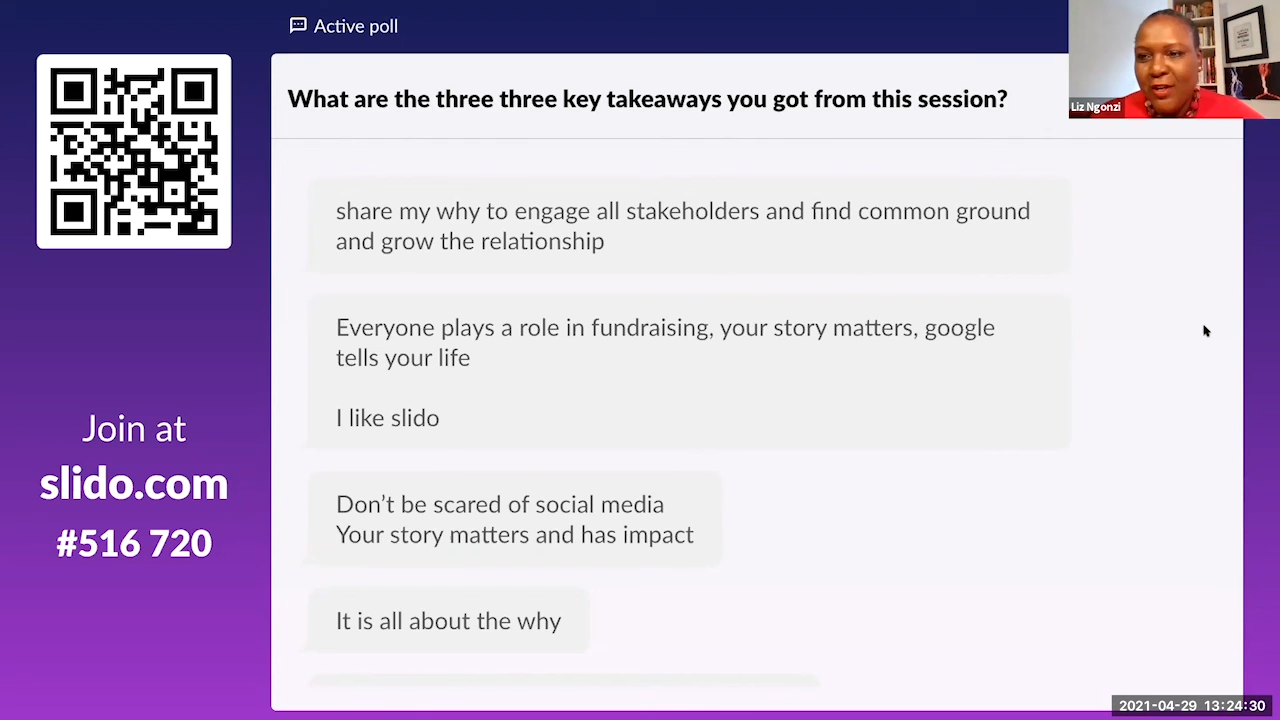 Active poll
What are the three three key takeaways you got from this session?
Liz Ngonzi
share my why to engage all stakeholders and find common ground
and grow the relationship
Everyone plays a role in fundraising, your story matters, google
tells your life
I like slido
Don’t be scared of social media
Your story matters and has impact
It is all about the why
Join at
slido.com
#516 720
2021-04-29 13:24:30